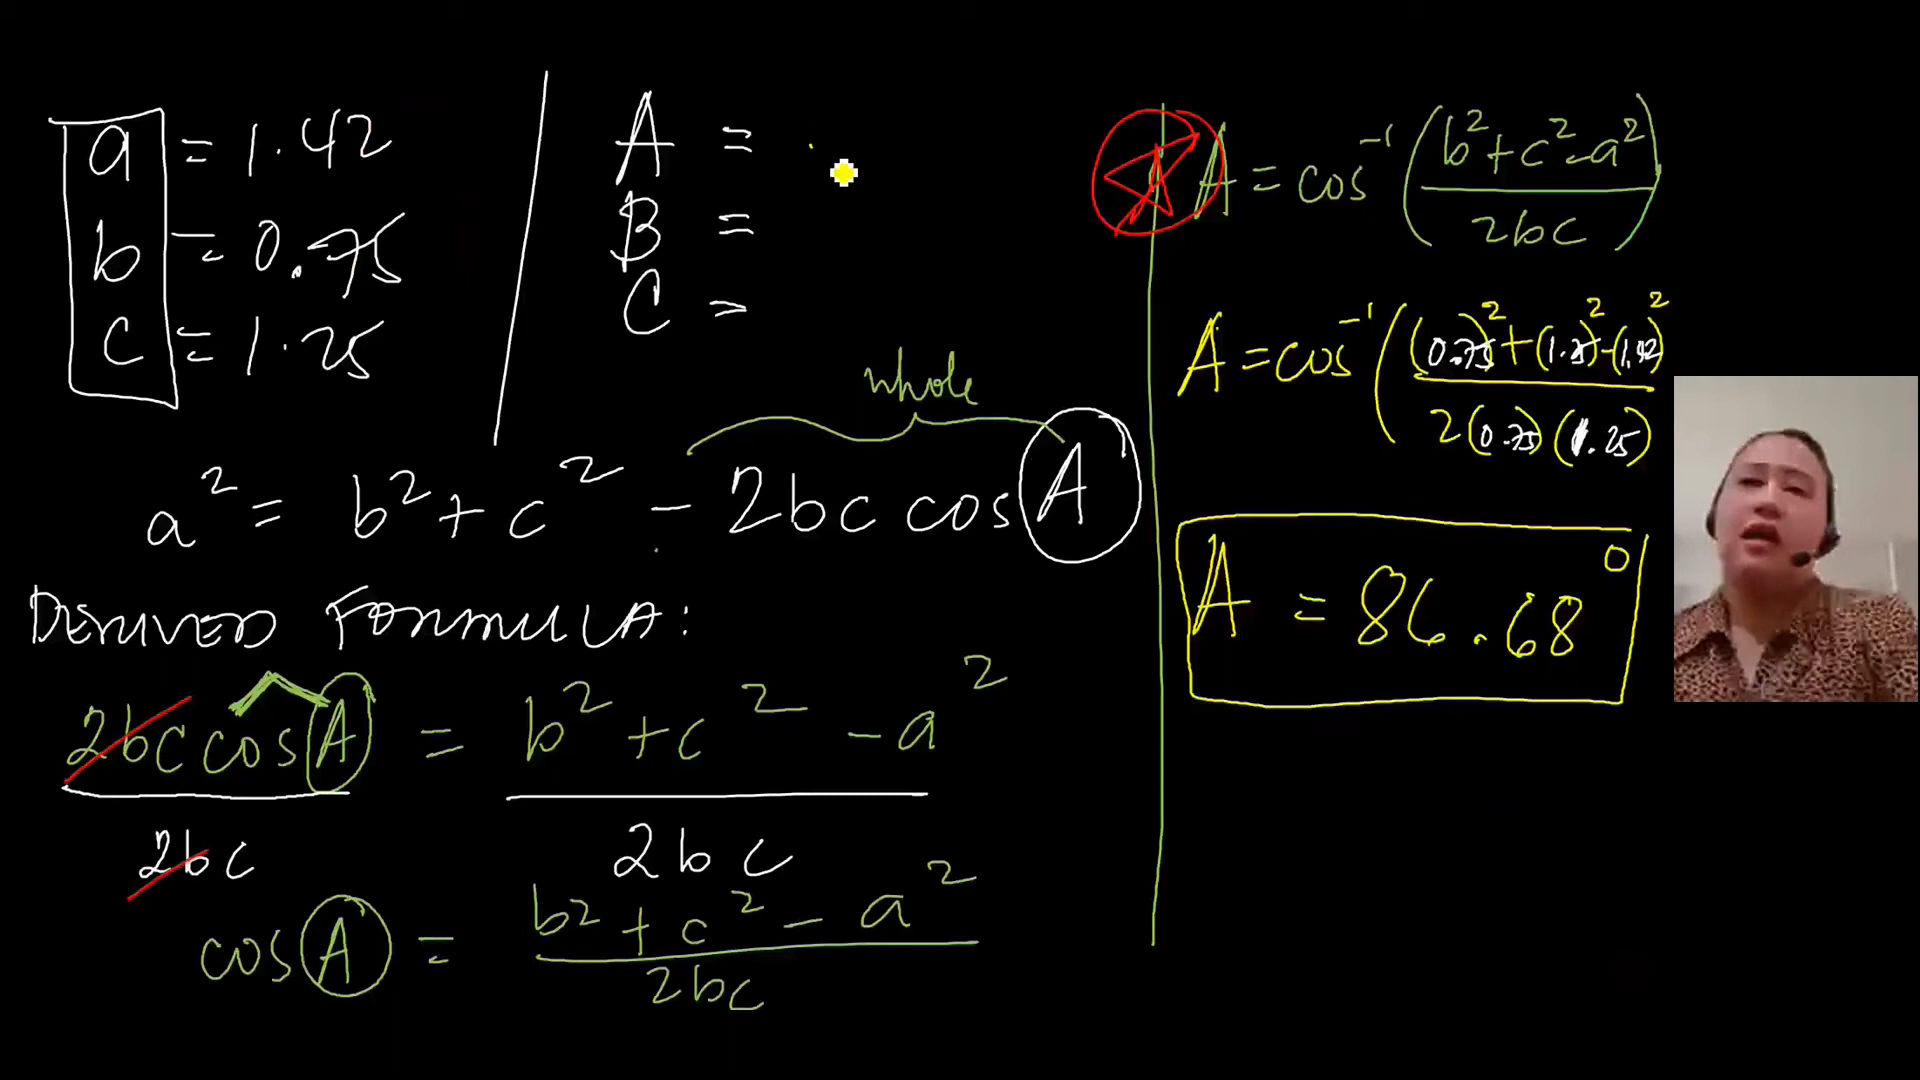 a = 1.42
b = 0.75
c = 1.25
A =
B =
C =
whole
a² = b² + c² - 2bc cos A
DERIVED FORMULA:
2bc cos A = b² + c² - a²
2bc 2bc
cos A = b² + c² - a²
2bc
A = cos⁻¹ (b² + c² - a²)
2bc
A = cos⁻¹ ((0.75)² + (1.25)² - (1.42)²
2(0.75)(1.25)
A = 86.68°